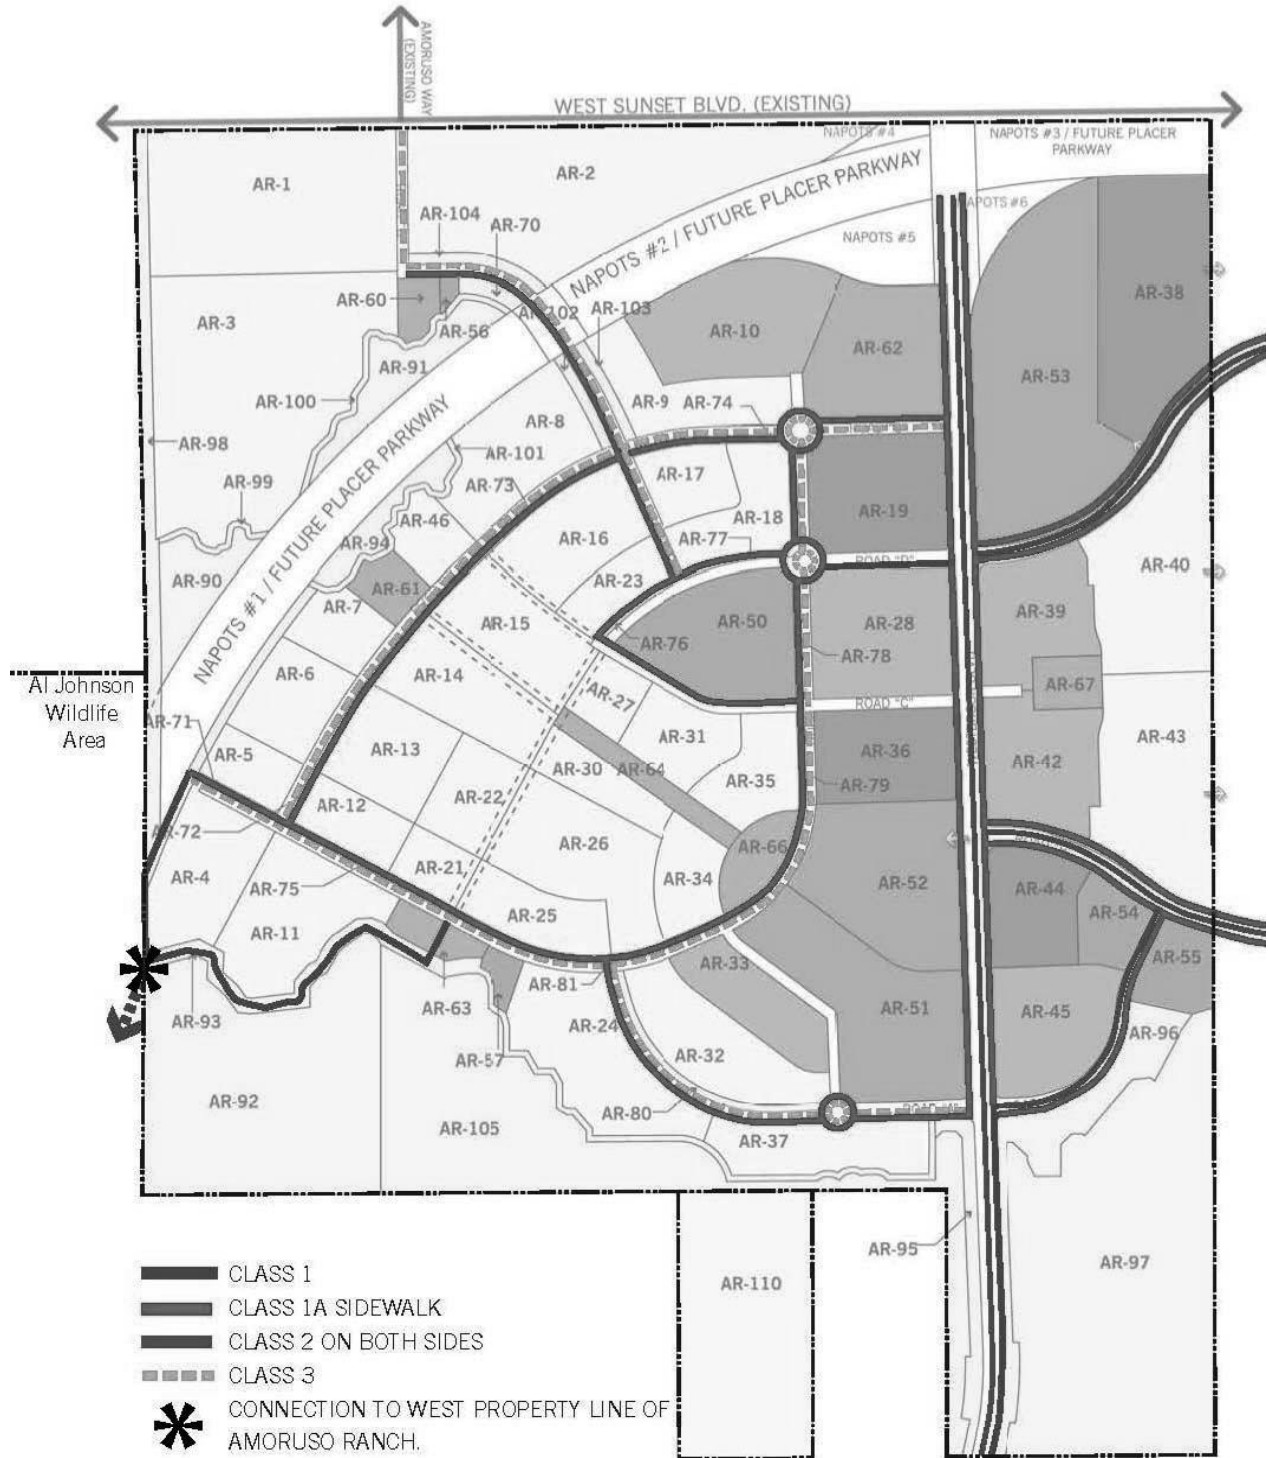 AMORUSO WAY
(EXISTING)
WEST SUNSET BLVD. (EXISTING)
NAPOTS #4
NAPOTS #3 / FUTURE PLACER
PARKWAY
AR-1
AR-2
NAPOTS #2 / FUTURE PLACER PARKWAY
AR-104
AR-70
APOTS #6
NAPOTS #5
AR-60
AR-56
AR-102
AR-103
AR-38
AR-3
AR-10
AR-62
AR-53
AR-91
AR-100
AR-9
AR-74
AR-8
AR-98
AR-101
AR-99
AR-73
AR-17
AR-46
AR-18
AR-19
AR-94
AR-16
AR-77
NAPOTS #1 / FUTURE PLACER PARKWAY
ROAD "D"
AR-40
AR-90
AR-61
AR-23
AR-7
AR-39
AR-15
AR-50
AR-28
AR-76
AR-78
AR-6
AR-14
AR-67
Al Johnson
Wildlife
Area
AR-27
ROAD "C"
AR-71
AR-31
AR-43
AR-5
AR-13
AR-36
AR-42
AR-30
AR-64
AR-35
AR-79
AR-22
AR-12
AR-72
AR-26
AR-66
AR-21
AR-4
AR-34
AR-52
AR-44
AR-75
AR-54
AR-25
AR-11
AR-55
AR-33
AR-81
AR-63
AR-51
AR-45
AR-93
AR-24
AR-96
AR-57
AR-32
AR-92
AR-80
AR-105
AR-37
AR-95
AR-97
AR-110
CLASS 1
CLASS 1A SIDEWALK
CLASS 2 ON BOTH SIDES
CLASS 3
CONNECTION TO WEST PROPERTY LINE OF
AMORUSO RANCH.